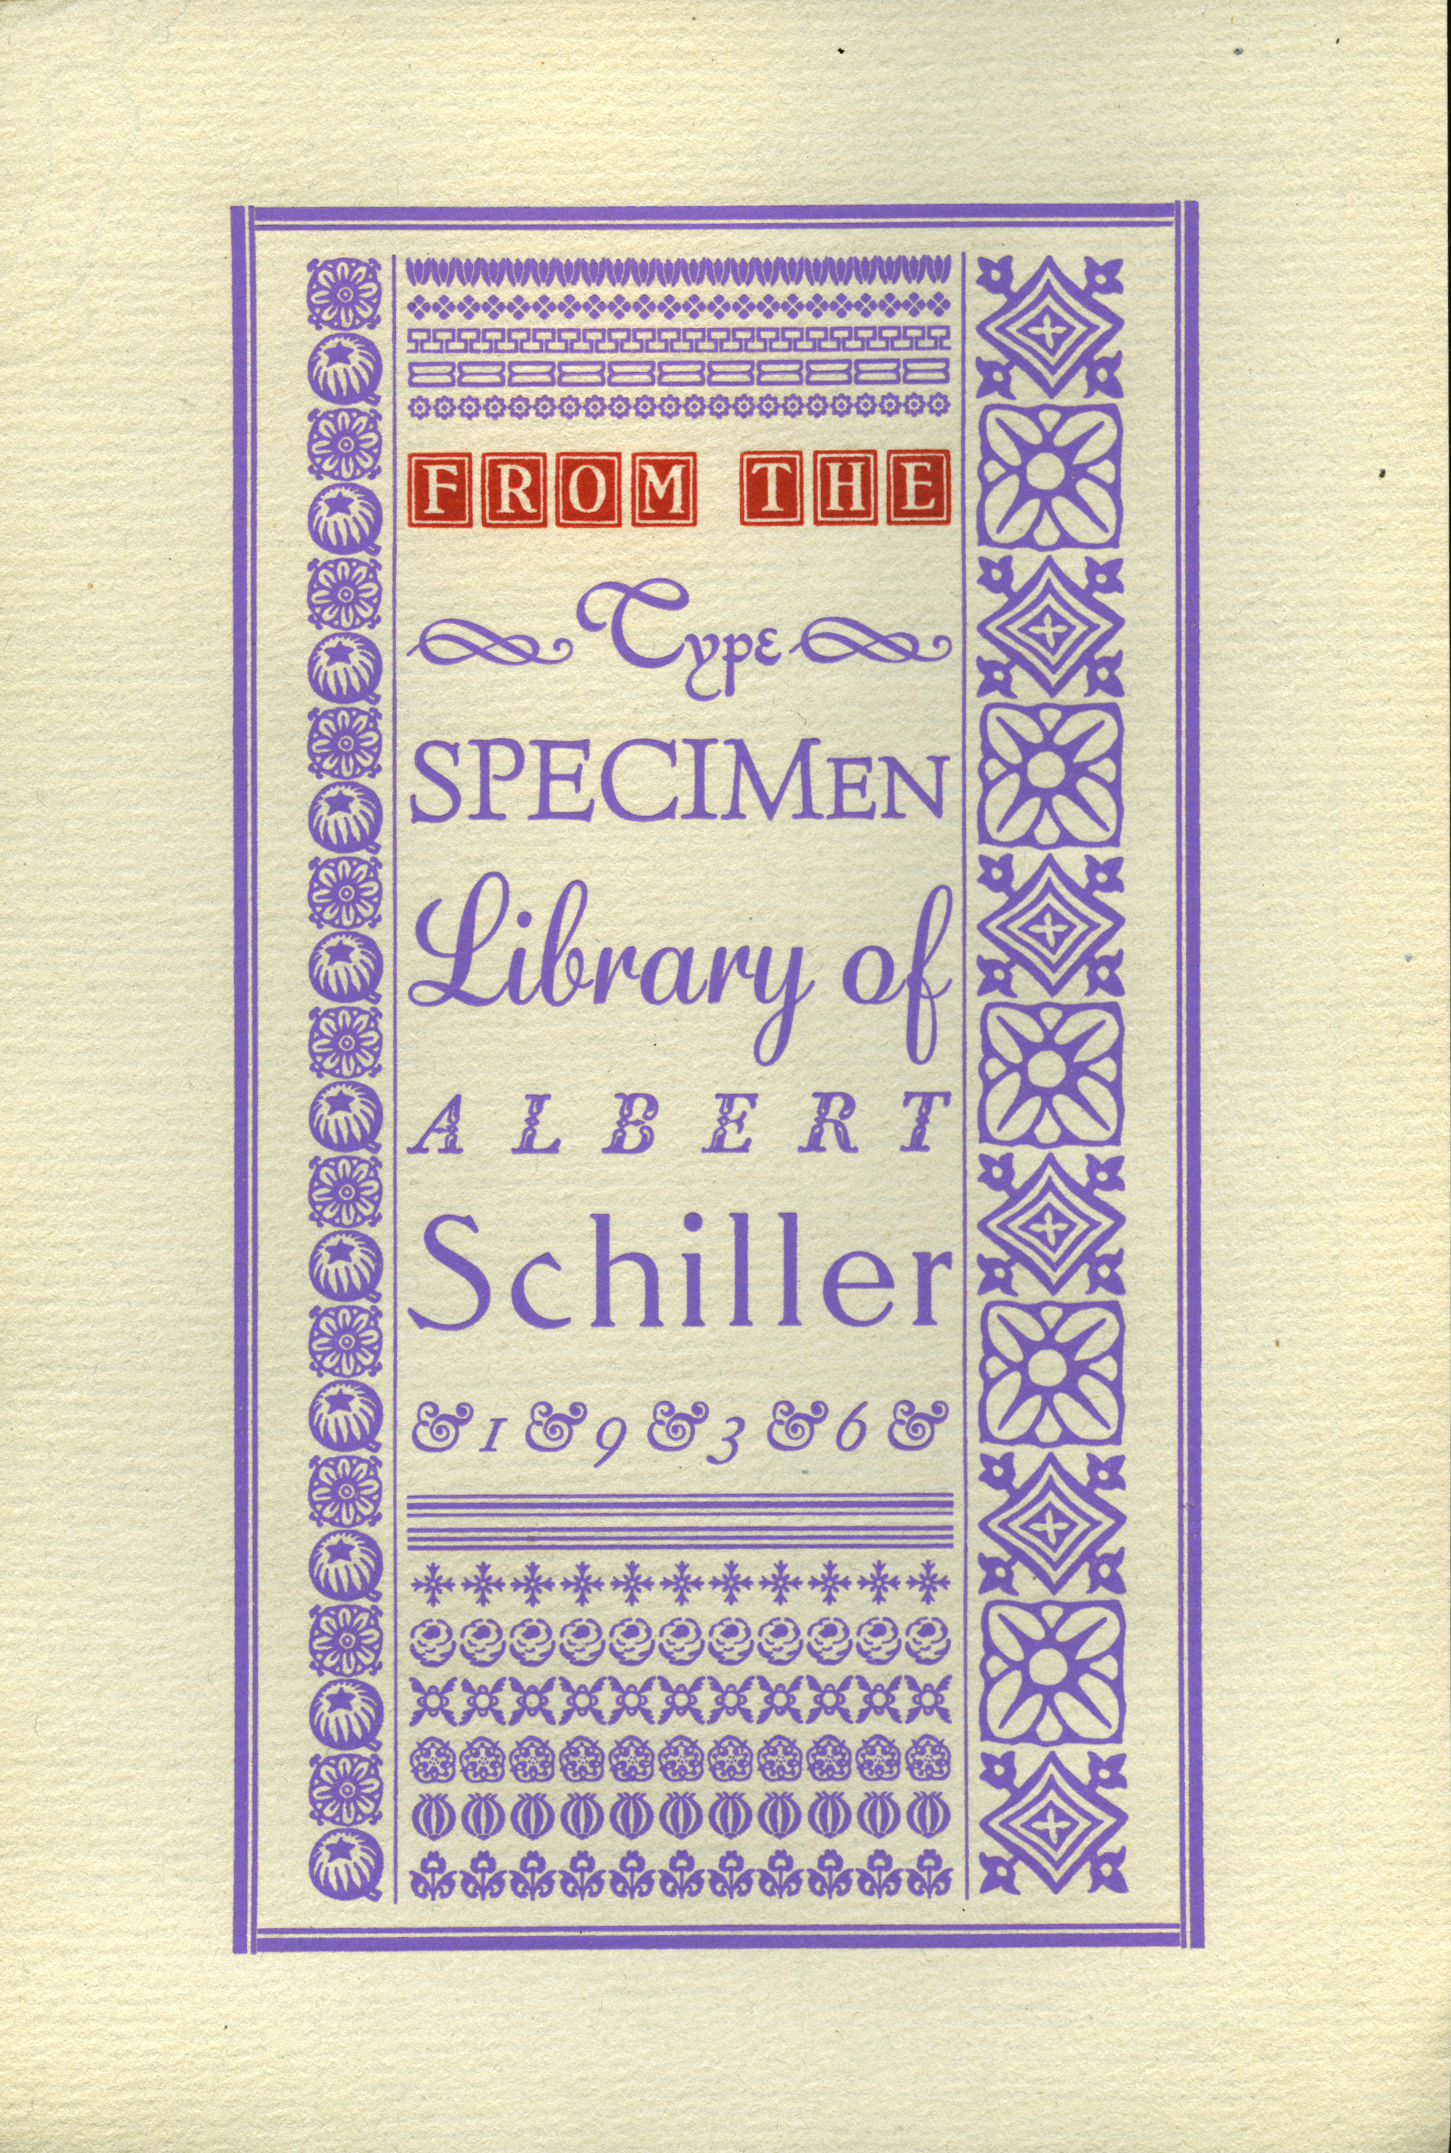 FROM THE
Type
SPECIMEN
Library of
ALBERT
Schiller
& 1 & 9 & 3 & 6 &